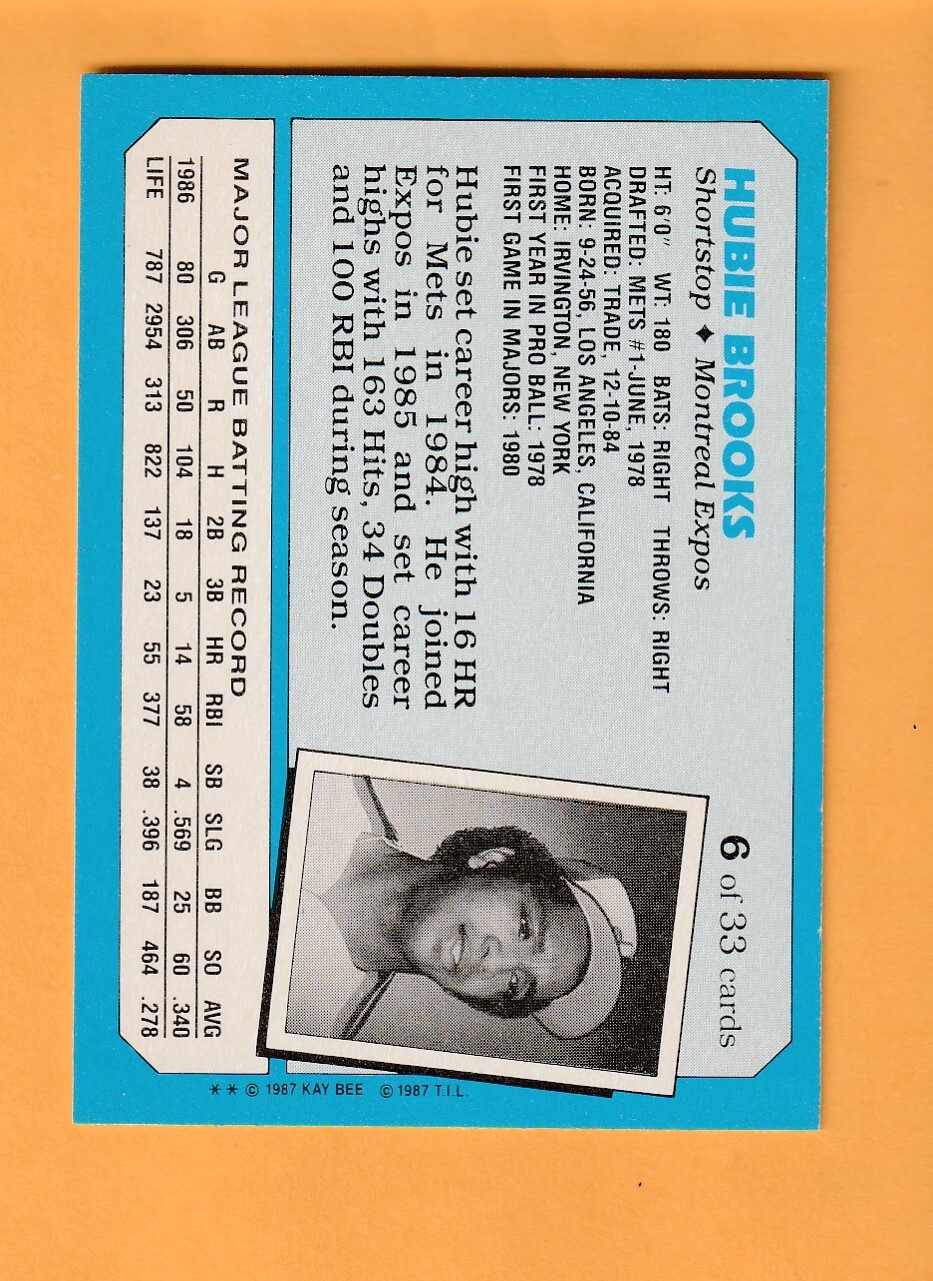 HUBIE BROOKS
6 of 33 cards
Shortstop ♦ Montreal Expos
HT: 6'0" WT: 180 BATS: RIGHT THROWS: RIGHT
DRAFTED: METS #1-JUNE, 1978
ACQUIRED: TRADE, 12-10-84
BORN: 9-24-56, LOS ANGELES, CALIFORNIA
HOME: IRVINGTON, NEW YORK
FIRST YEAR IN PRO BALL: 1978
FIRST GAME IN MAJORS: 1980
Hubie set career high with 16 HR
for Mets in 1984. He joined
Expos in 1985 and set career
highs with 163 Hits, 34 Doubles
and 100 RBI during season.
MAJOR LEAGUE BATTING RECORD
G AB R H 2B 3B HR RBI SB SLG BB SO AVG
1986 80 306 50 104 18 5 14 58 4 .569 25 60 .340
LIFE 787 2954 313 822 137 23 55 377 38 .396 187 464 .278
** © 1987 KAY BEE © 1987 T.I.L.